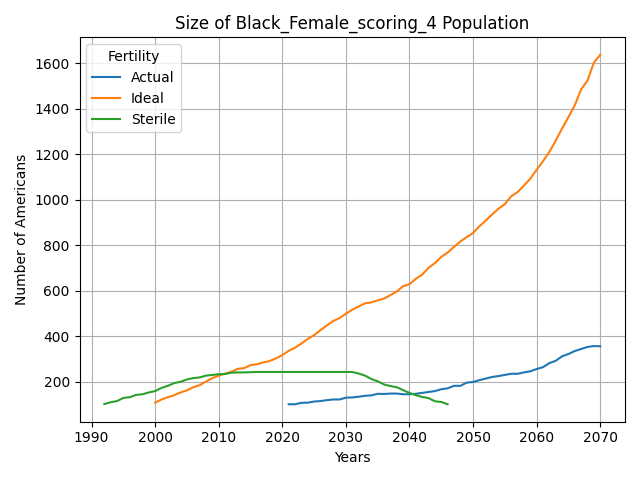 Size of Black_Female_scoring_4 Population
Fertility
Actual
Ideal
Sterile
1600
1400
1200
1000
800
600
400
200
Number of Americans
1990 2000 2010 2020 2030 2040 2050 2060 2070
Years